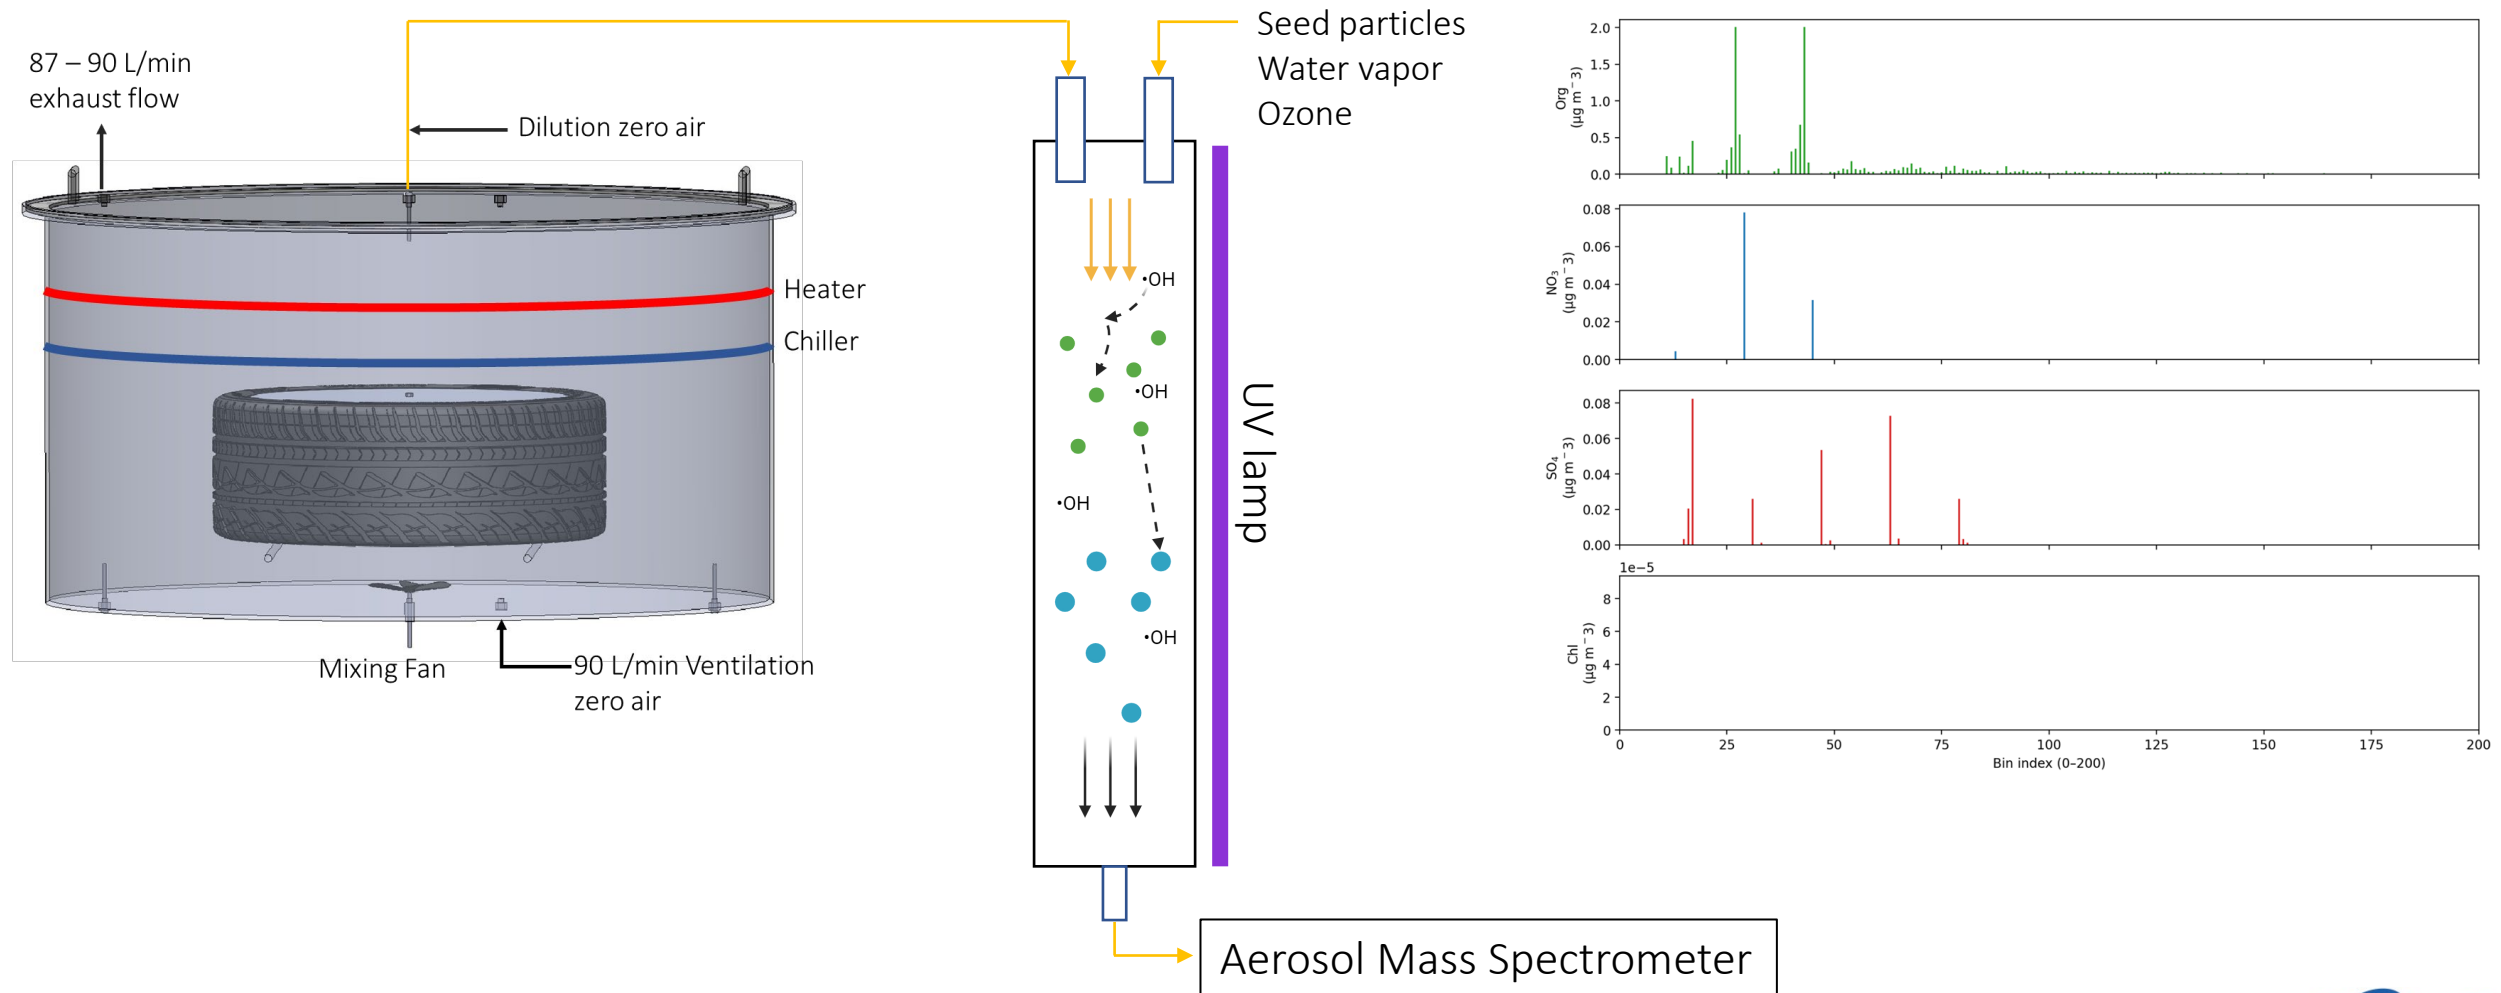 87 – 90 L/min
exhaust flow
Dilution zero air
Heater
Chiller
Mixing Fan
90 L/min Ventilation
zero air
Seed particles
Water vapor
Ozone
•OH
•OH
•OH
•OH
UV lamp
Aerosol Mass Spectrometer
Org
(µg m⁻3)
2.0
1.5
1.0
0.5
0.0
NO₃
(µg m⁻3)
0.08
0.06
0.04
0.02
0.00
SO₄
(µg m⁻3)
0.08
0.06
0.04
0.02
0.00
1e−5
Chl
(µg m⁻3)
8
6
4
2
0
0 25 50 75 100 125 150 175 200
Bin index (0–200)